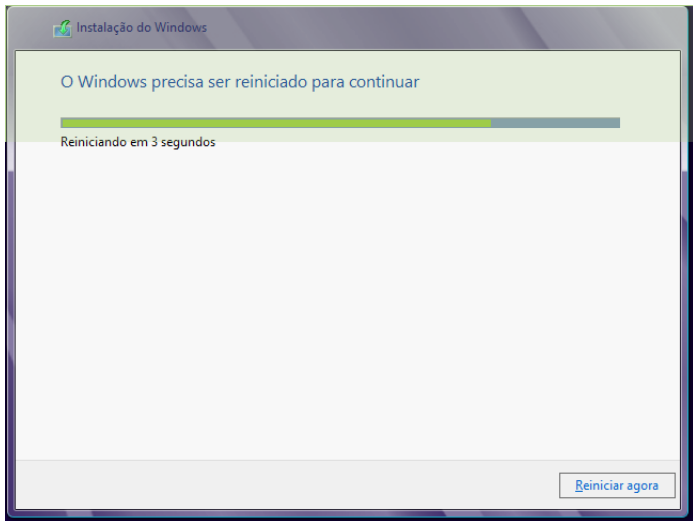 Instalação do Windows
O Windows precisa ser reiniciado para continuar
Reiniciando em 3 segundos
Reiniciar agora